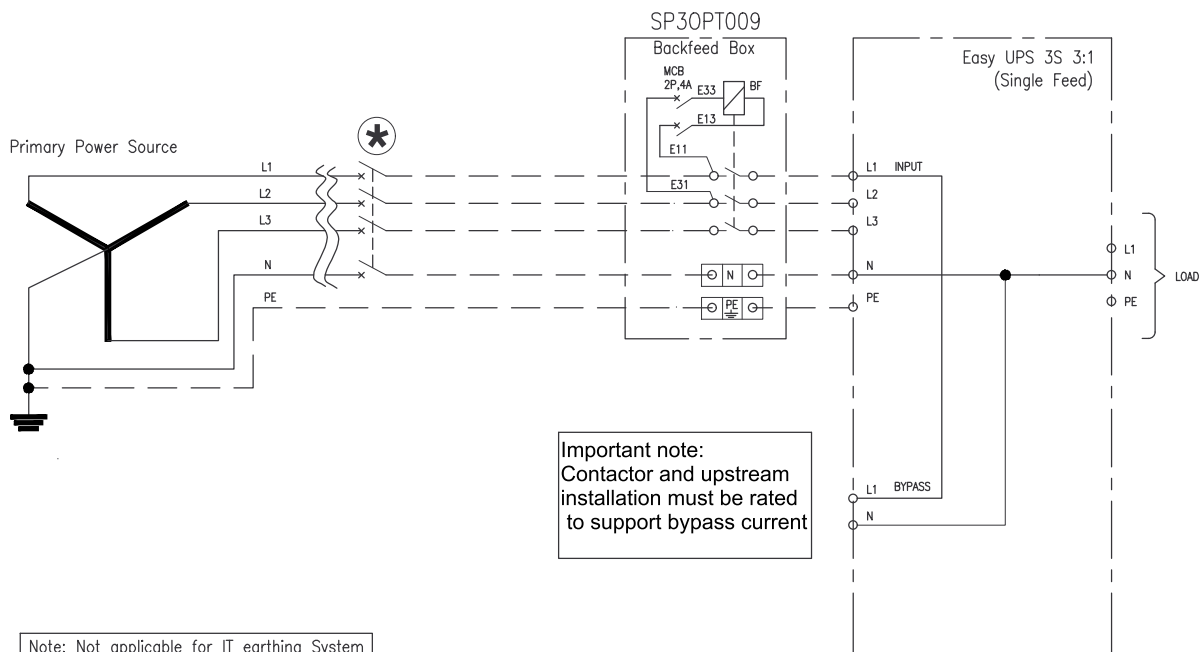 SP3OPT009
Backfeed Box
Easy UPS 3S 3:1
(Single Feed)
MCB
2P,4A
E33
BF
E13
E11
E31
Primary Power Source
L1
L2
L3
N
PE
N
PE
L1 INPUT
L2
L3
N
PE
L1
N
PE
LOAD
Important note:
Contactor and upstream
installation must be rated
to support bypass current
L1 BYPASS
N
Note: Not applicable for IT earthing System